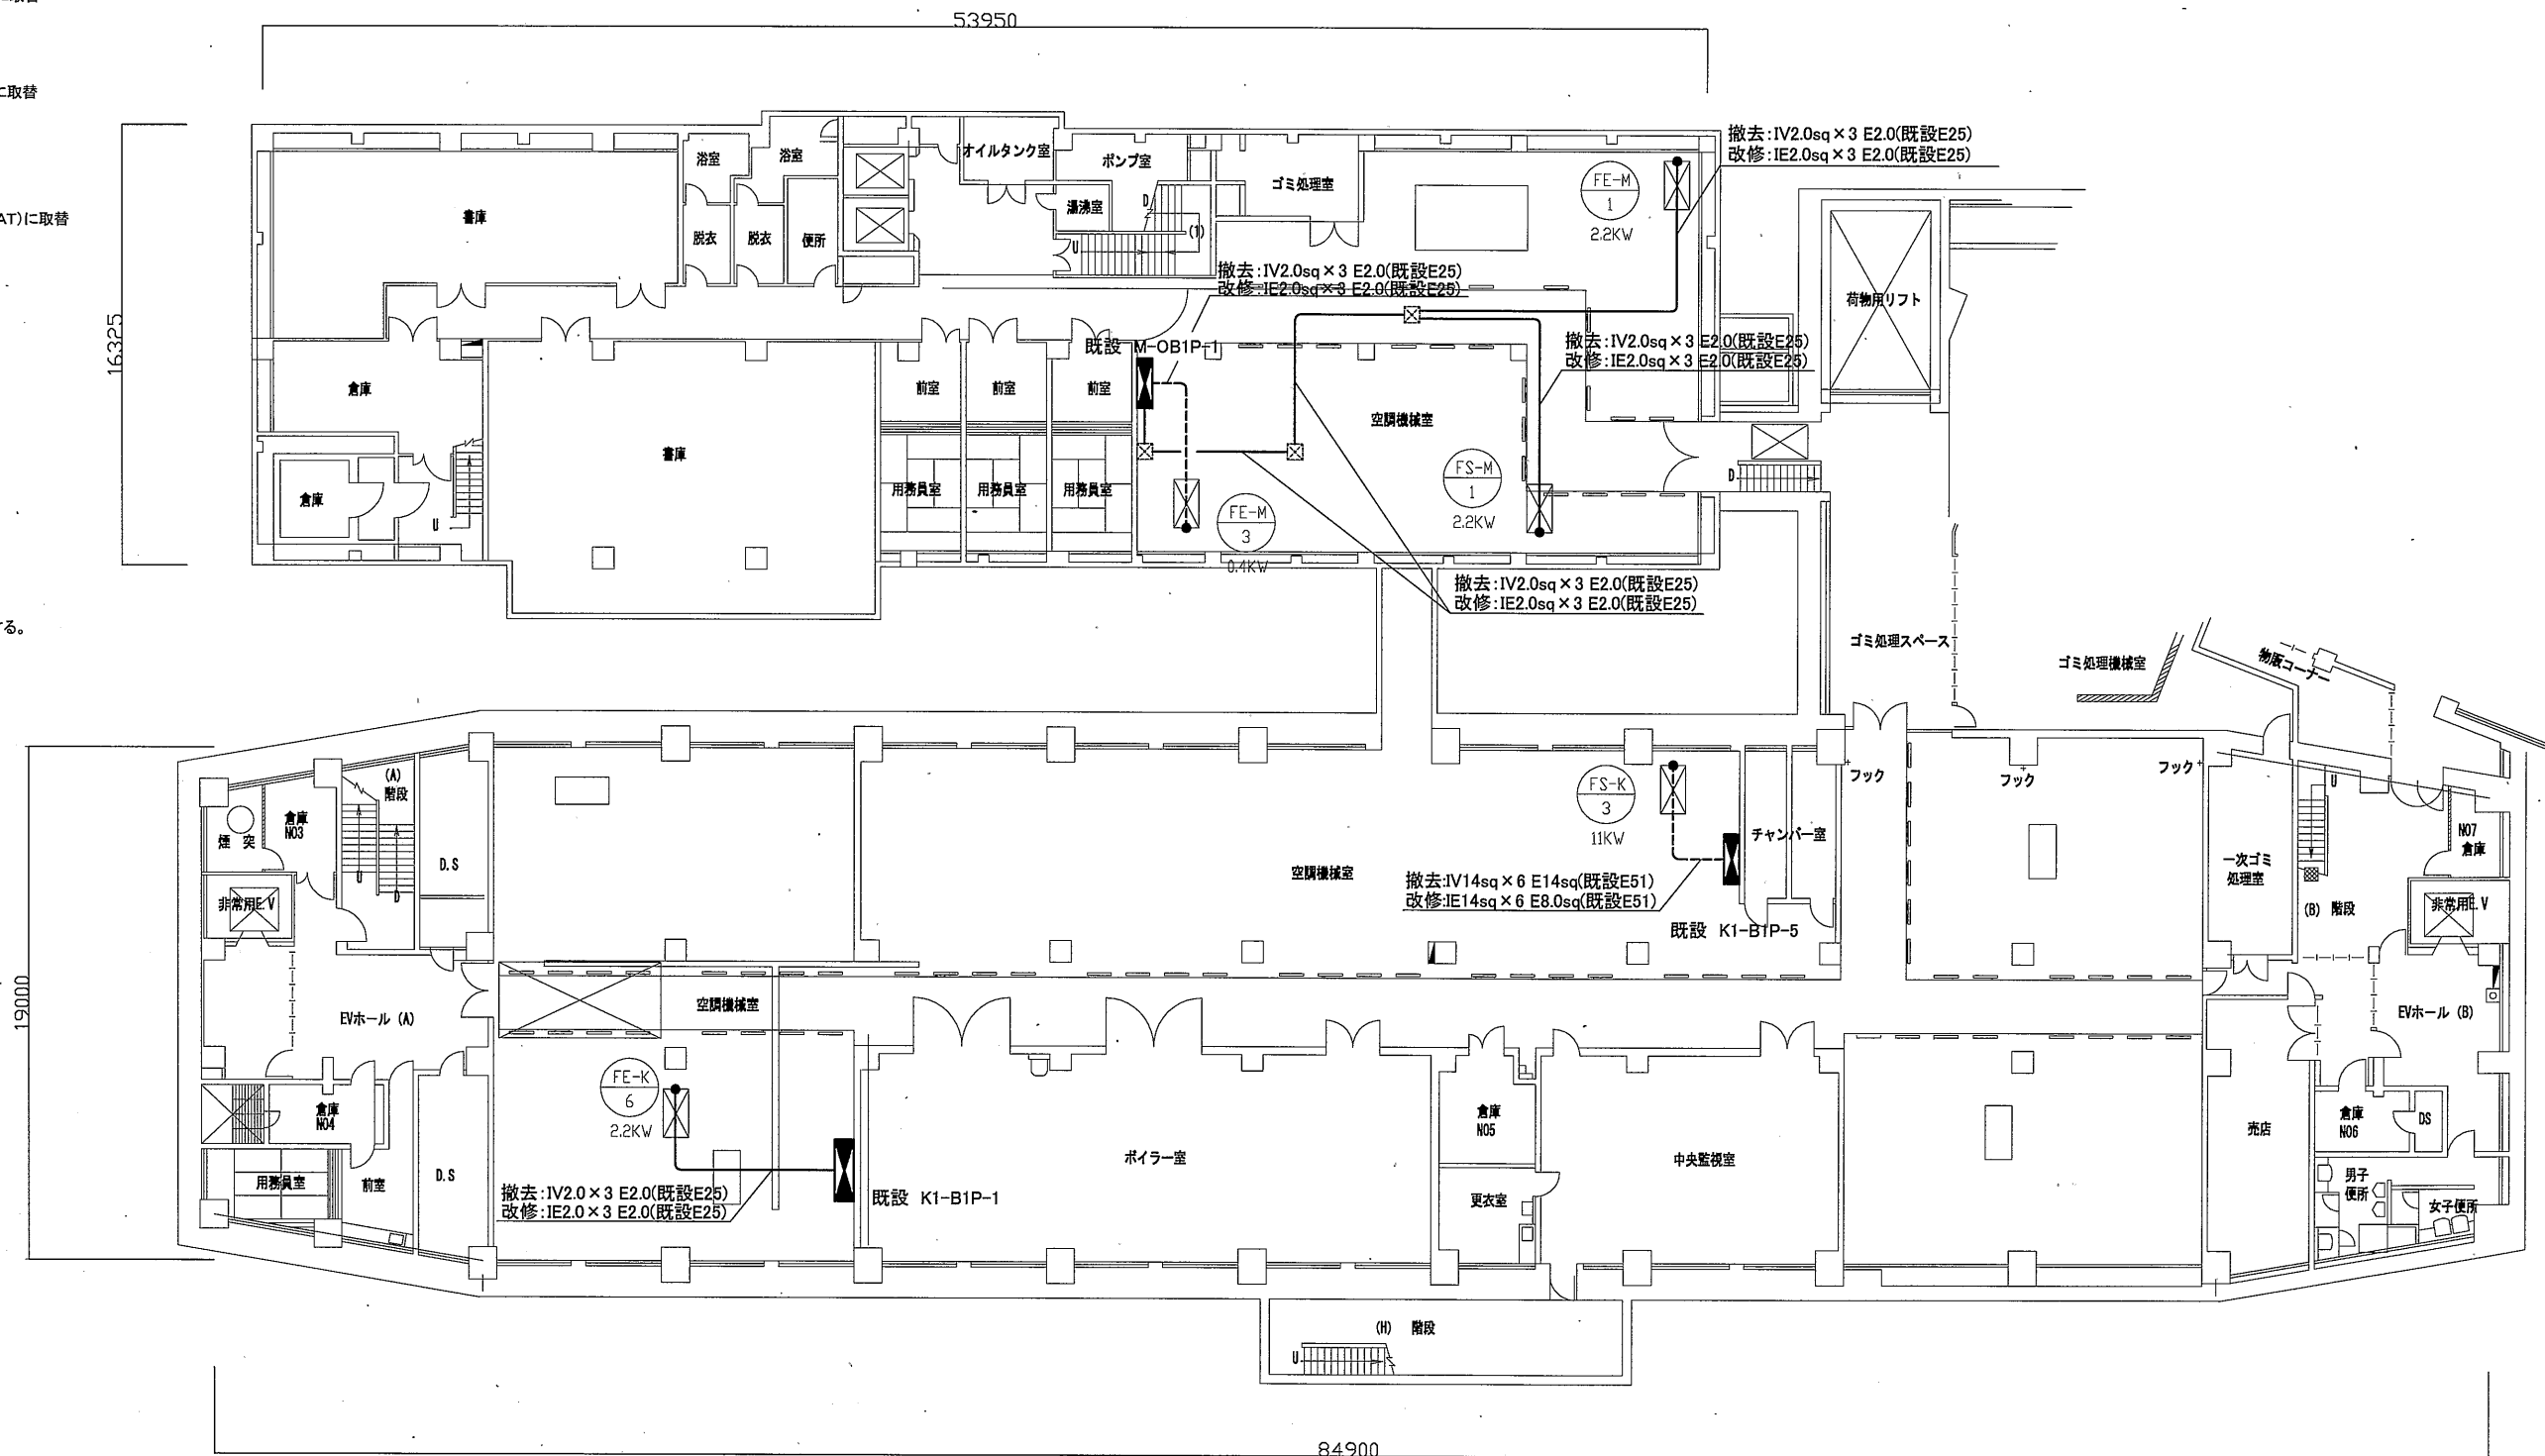 53950
に取替
AT)に取替
する。
16325
撤去:IV2.0sq×3 E2.0(既設E25)
改修:IE2.0sq×3 E2.0(既設E25)
浴室
浴室
オイルタンク室
ポンプ室
ゴミ処理室
FE-M
1
2.2KW
書庫
脱衣
脱衣
便所
湯沸室
D
U
(1)
撤去:IV2.0sq×3 E2.0(既設E25)
改修:IE2.0sq×3 E2.0(既設E25)
荷物用リフト
既設 M-OB1P-1
撤去:IV2.0sq×3 E2.0(既設E25)
改修:IE2.0sq×3 E2.0(既設E25)
倉庫
前室
前室
前室
空調機械室
書庫
倉庫
U
用務員室
用務員室
用務員室
FS-M
1
2.2KW
D
FE-M
3
0.4KW
撤去:IV2.0sq×3 E2.0(既設E25)
改修:IE2.0sq×3 E2.0(既設E25)
ゴミ処理スペース
ゴミ処理機械室
物販コーナー
19000
(A)
階段
倉庫
NO3
煙 突
D.S
U
D
非常用E.V
FS-K
3
11KW
チャンバー室
フック
フック
フック
U
NO7
倉庫
一次ゴミ
処理室
空調機械室
撤去:IV14sq×6 E14sq(既設E51)
改修:IE14sq×6 E8.0sq(既設E51)
既設 K1-B1P-5
(B) 階段
非常用E.V
空調機械室
EVホール (A)
EVホール (B)
FE-K
6
2.2KW
倉庫
NO4
倉庫
NO5
倉庫
NO6
DS
売店
ボイラー室
中央監視室
用務員室
前室
D.S
男子
便所
女子便所
更衣室
撤去:IV2.0×3 E2.0(既設E25)
改修:IE2.0×3 E2.0(既設E25)
既設 K1-B1P-1
(H) 階段
U
84900